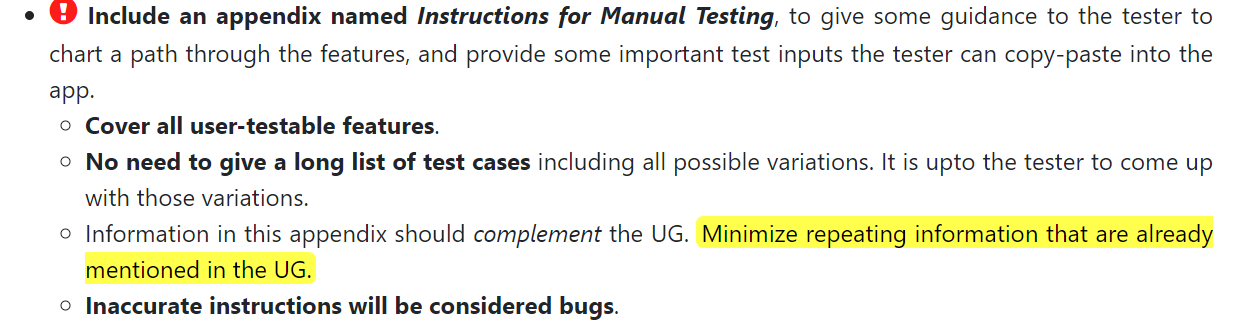 Include an appendix named Instructions for Manual Testing, to give some guidance to the tester to
chart a path through the features, and provide some important test inputs the tester can copy-paste into the
app.
Cover all user-testable features.
No need to give a long list of test cases including all possible variations. It is upto the tester to come up
with those variations.
Information in this appendix should complement the UG. Minimize repeating information that are already
mentioned in the UG.
Inaccurate instructions will be considered bugs.